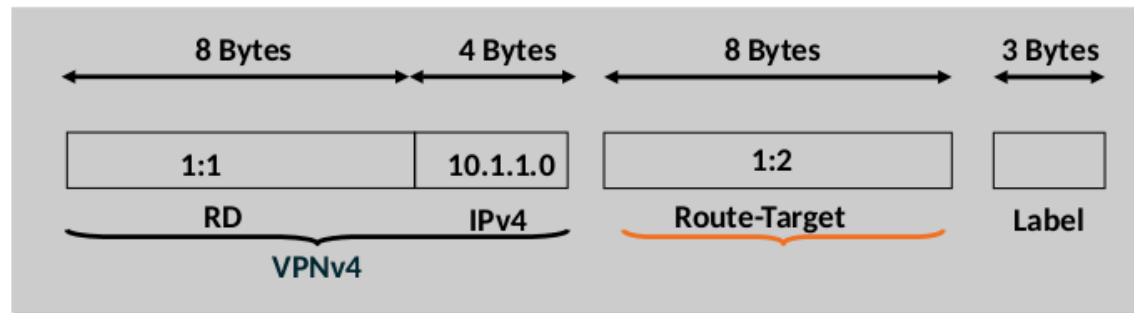 8 Bytes 4 Bytes 8 Bytes 3 Bytes
1:1 10.1.1.0 1:2
RD IPv4 Route-Target Label
VPNv4